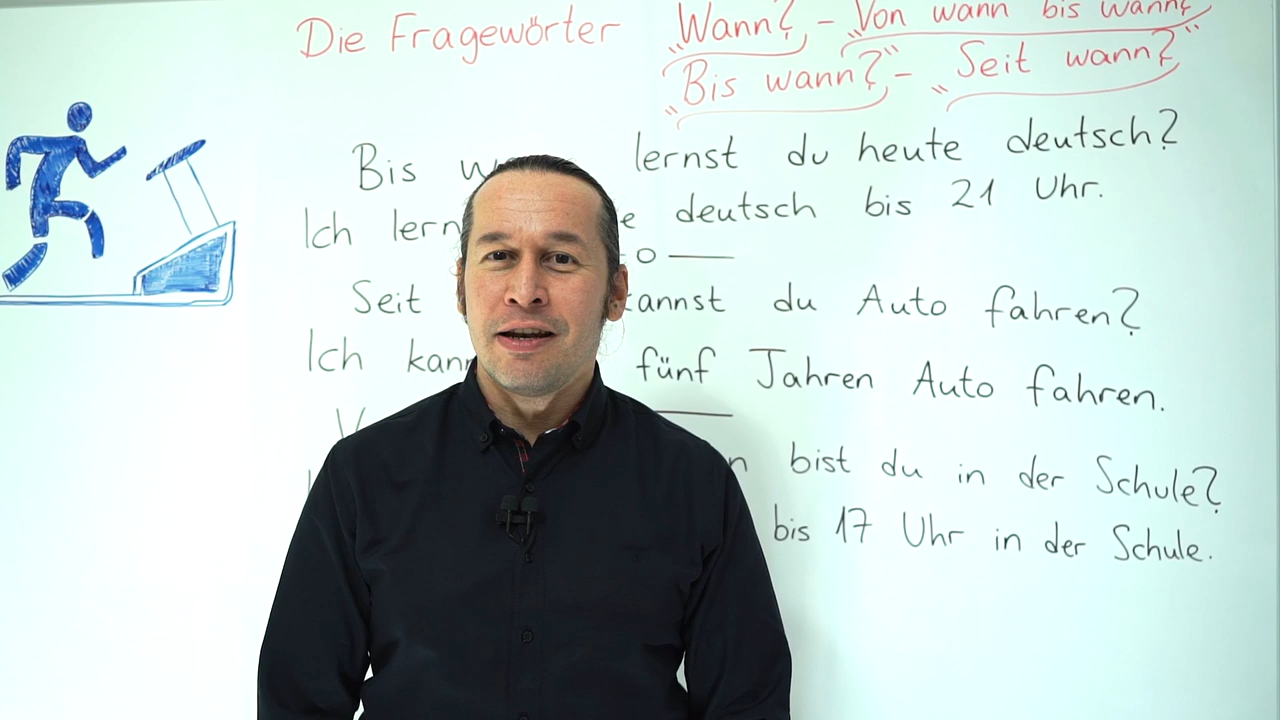 Die Fragewörter
"Wann?" - "Von wann bis wann?"
"Bis wann?" - "Seit wann?"
Bis lernst du heute deutsch?
Ich deutsch bis 21 Uhr.
Seit du Auto fahren?
Ich fünf Jahren Auto fahren.
bist du in der Schule?
bis 17 Uhr in der Schule.